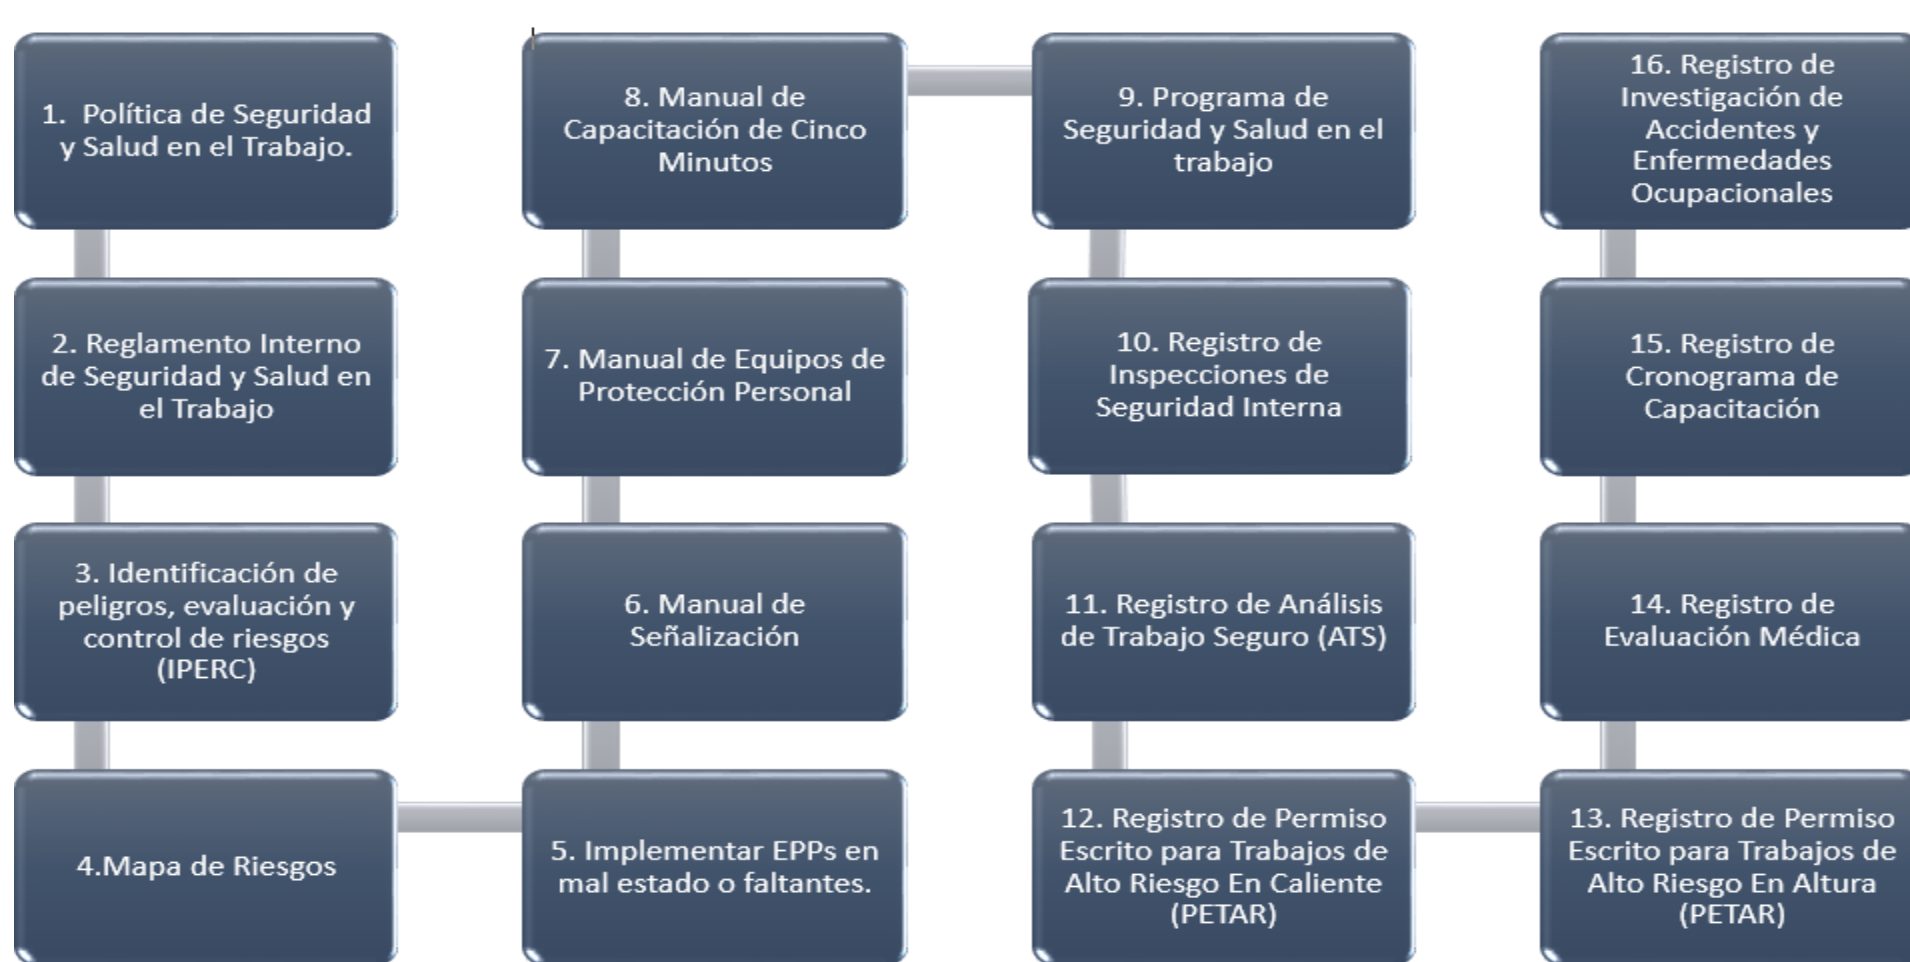 1.  Política de Seguridad
y Salud en el Trabajo.
2. Reglamento Interno
de Seguridad y Salud en
el Trabajo
3. Identificación de
peligros, evaluación y
control de riesgos
(IPERC)
4.Mapa de Riesgos
5. Implementar EPPs en
mal estado o faltantes.
6. Manual de
Señalización
7. Manual de Equipos de
Protección Personal
8. Manual de
Capacitación de Cinco
Minutos
9. Programa de
Seguridad y Salud en el
trabajo
10. Registro de
Inspecciones de
Seguridad Interna
11. Registro de Análisis
de Trabajo Seguro (ATS)
12. Registro de Permiso
Escrito para Trabajos de
Alto Riesgo En Caliente
(PETAR)
13. Registro de Permiso
Escrito para Trabajos de
Alto Riesgo En Altura
(PETAR)
14. Registro de
Evaluación Médica
15. Registro de
Cronograma de
Capacitación
16. Registro de
Investigación de
Accidentes y
Enfermedades
Ocupacionales